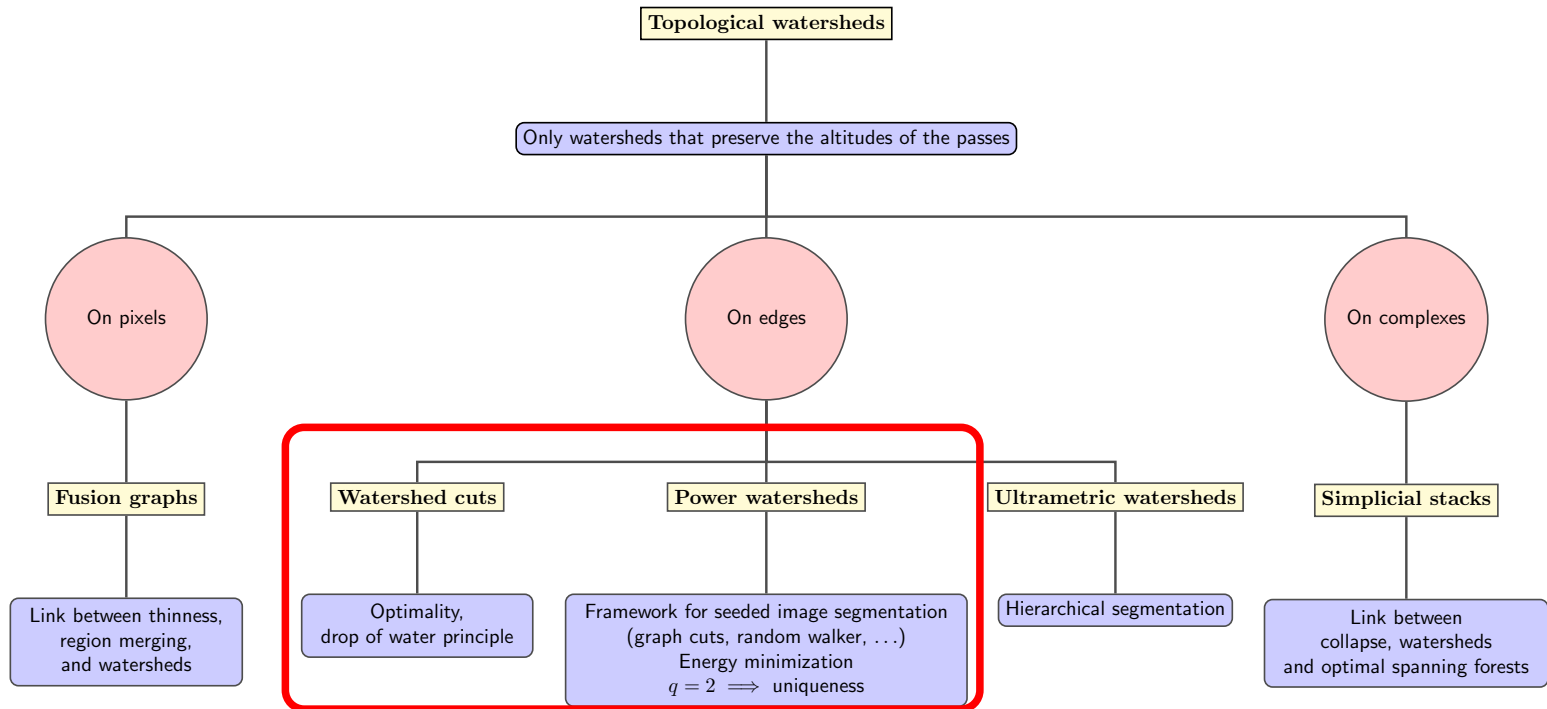 Topological watersheds
Only watersheds that preserve the altitudes of the passes
On pixels
On edges
On complexes
Fusion graphs
Watershed cuts
Power watersheds
Ultrametric watersheds
Simplicial stacks
Link between thinness,
region merging,
and watersheds
Optimality,
drop of water principle
Framework for seeded image segmentation
(graph cuts, random walker, ...)
Energy minimization
q = 2 ⟹ uniqueness
Hierarchical segmentation
Link between
collapse, watersheds
and optimal spanning forests